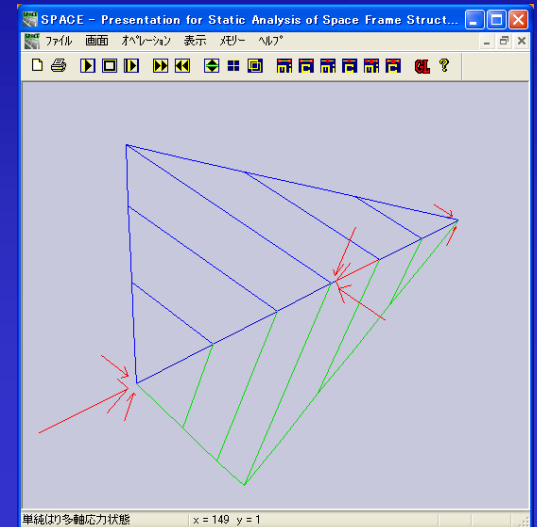 SPACE - Presentation for Static Analysis of Space Frame Struct...
ファイル 画面 オペレーション 表示 メモリー ヘルプ
GL ?
単純はり多軸応力状態 x = 149 y = 1